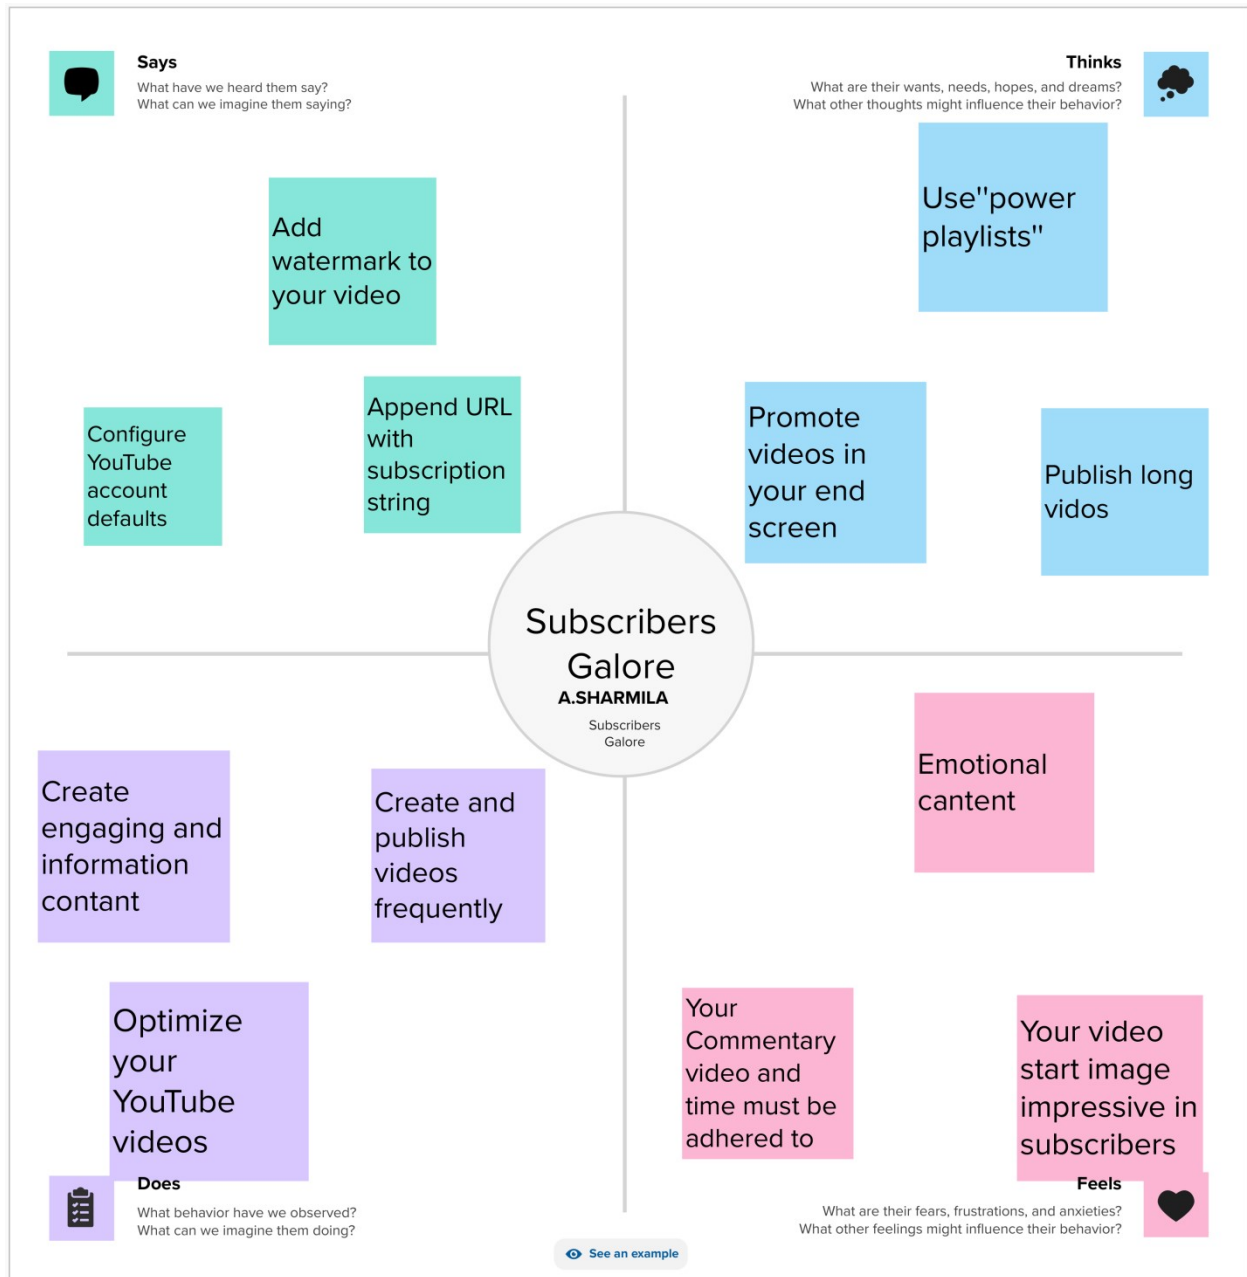 Says
What have we heard them say?
What can we imagine them saying?
Thinks
What are their wants, needs, hopes, and dreams?
What other thoughts might influence their behavior?
Add
watermark to
your video
Configure
YouTube
account
defaults
Append URL
with
subscription
string
Use"power
playlists"
Promote
videos in
your end
screen
Publish long
vidos
Subscribers
Galore
A.SHARMILA
Subscribers
Galore
Create
engaging and
information
contant
Create and
publish
videos
frequently
Optimize
your
YouTube
videos
Emotional
cantent
Your
Commentary
video and
time must be
adhered to
Your video
start image
impressive in
subscribers
Does
What behavior have we observed?
What can we imagine them doing?
Feels
What are their fears, frustrations, and anxieties?
What other feelings might influence their behavior?
See an example